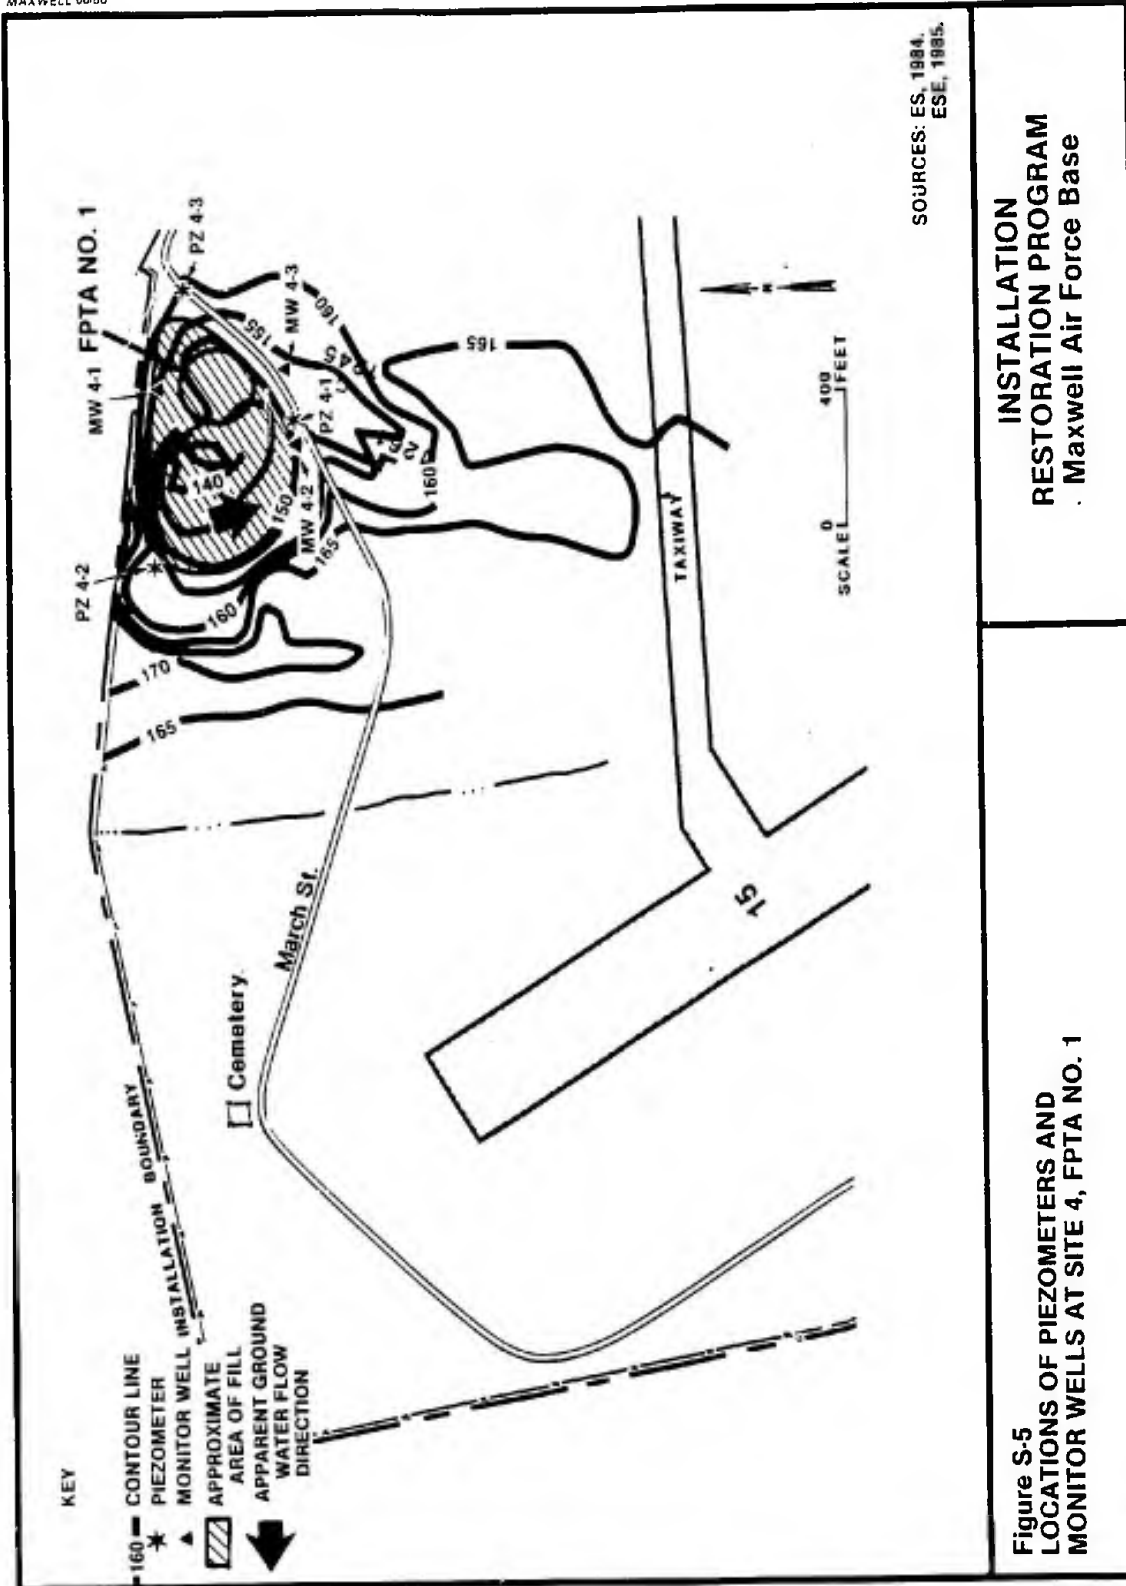 KEY
160 CONTOUR LINE
PIEZOMETER
MONITOR WELL
APPROXIMATE
AREA OF FILL
APPARENT GROUND
WATER FLOW
DIRECTION
INSTALLATION BOUNDARY
Cemetery
March St.
15
TAXIWAY
165
170
160
PZ 4-2
MW 4-1
FPTA NO. 1
PZ 4-3
MW 4-3
PZ 4-1
MW 4-2
140
150
155
160
165
160
165
SCALE
0 400 FEET
N
SOURCES: ES, 1984.
ESE, 1985.
Figure S-5
LOCATIONS OF PIEZOMETERS AND
MONITOR WELLS AT SITE 4, FPTA NO. 1
INSTALLATION
RESTORATION PROGRAM
Maxwell Air Force Base